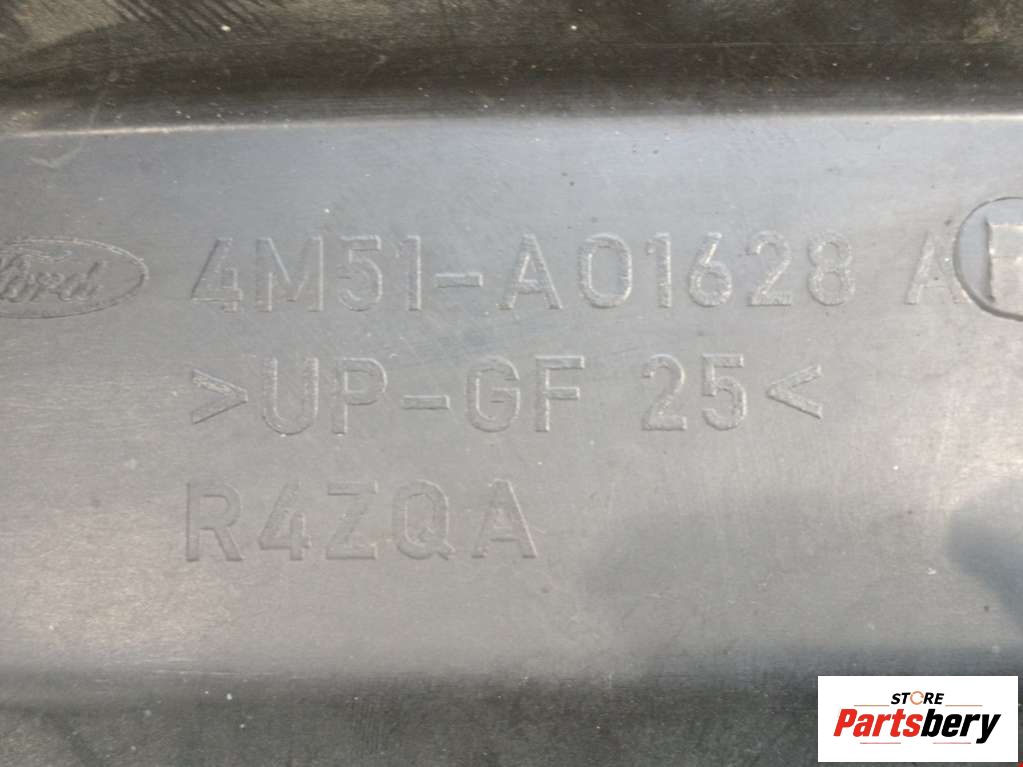 Ford 4M51-A01628 A
>UP-GF 25<
R4ZQA
STORE
Partsbery